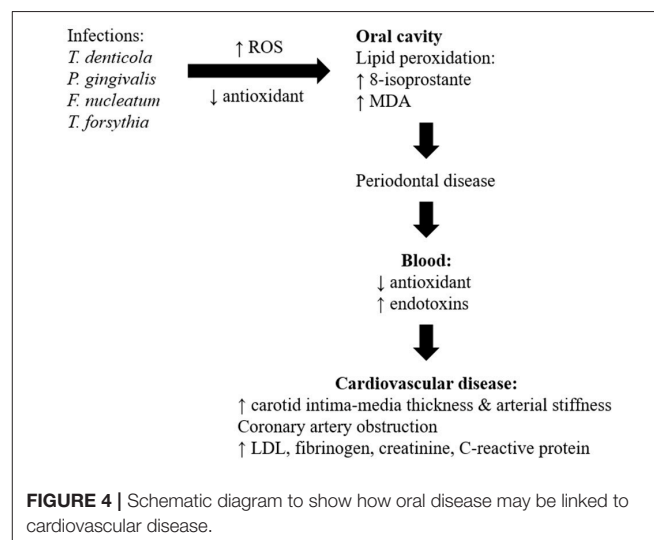 Infections:
T. denticola
P. gingivalis
F. nucleatum
T. forsythia
↑ ROS
↓ antioxidant
Oral cavity
Lipid peroxidation:
↑ 8-isoprostante
↑ MDA
Periodontal disease
Blood:
↓ antioxidant
↑ endotoxins
Cardiovascular disease:
↑ carotid intima-media thickness & arterial stiffness
Coronary artery obstruction
↑ LDL, fibrinogen, creatinine, C-reactive protein
FIGURE 4 | Schematic diagram to show how oral disease may be linked to
cardiovascular disease.